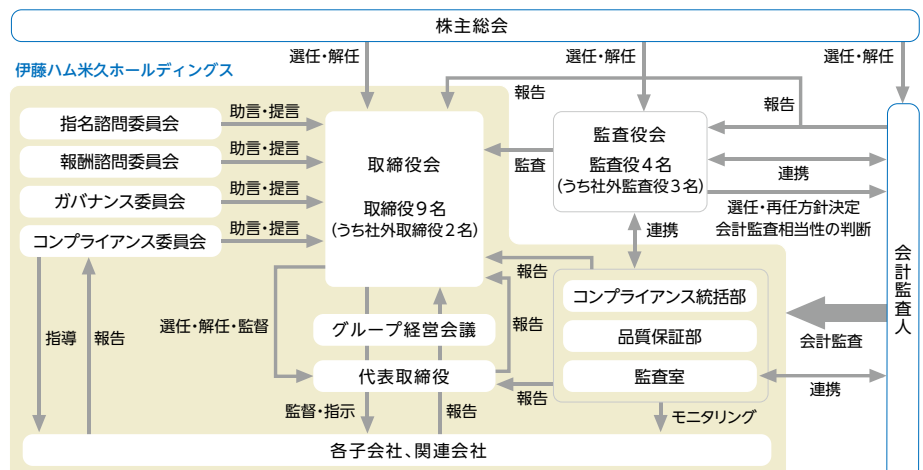 株主総会
選任・解任
選任・解任
選任・解任
伊藤ハム米久ホールディングス
報告
報告
指名諮問委員会
助言・提言
報酬諮問委員会
助言・提言
ガバナンス委員会
助言・提言
コンプライアンス委員会
助言・提言
取締役会
取締役9名
(うち社外取締役2名)
監査
監査役会
監査役4名
(うち社外監査役3名)
連携
選任・再任方針決定
会計監査相当性の判断
連携
会計監査人
報告
コンプライアンス統括部
品質保証部
監査室
会計監査
連携
指導
報告
選任・解任・監督
グループ経営会議
報告
代表取締役
報告
監督・指示
報告
モニタリング
各子会社、関連会社